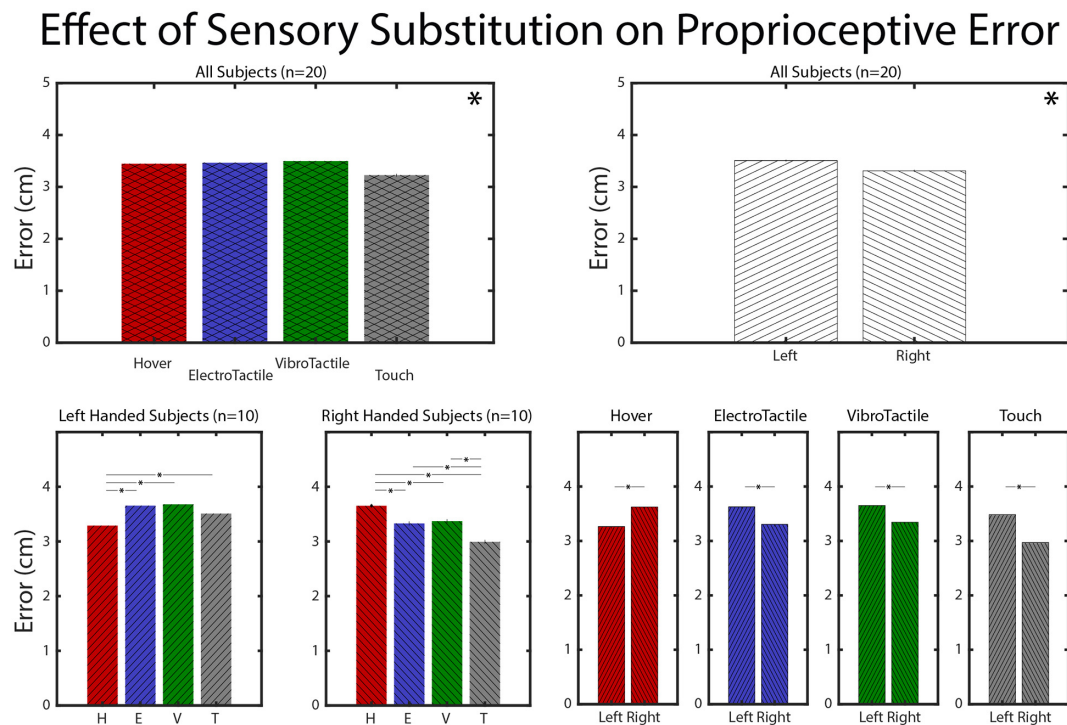 Effect of Sensory Substitution on Proprioceptive Error
All Subjects (n=20)
*
Error (cm)
5
4
3
2
1
0
Hover
ElectroTactile
VibroTactile
Touch
All Subjects (n=20)
*
Error (cm)
5
4
3
2
1
0
Left
Right
Left Handed Subjects (n=10)
Error (cm)
4
3
2
1
0
*
*
*
H E V T
Right Handed Subjects (n=10)
4
3
2
1
0
*
*
*
*
*
H E V T
Hover
4
3
2
1
0
*
Left Right
ElectroTactile
4
3
2
1
0
*
Left Right
VibroTactile
4
3
2
1
0
*
Left Right
Touch
4
3
2
1
0
*
Left Right